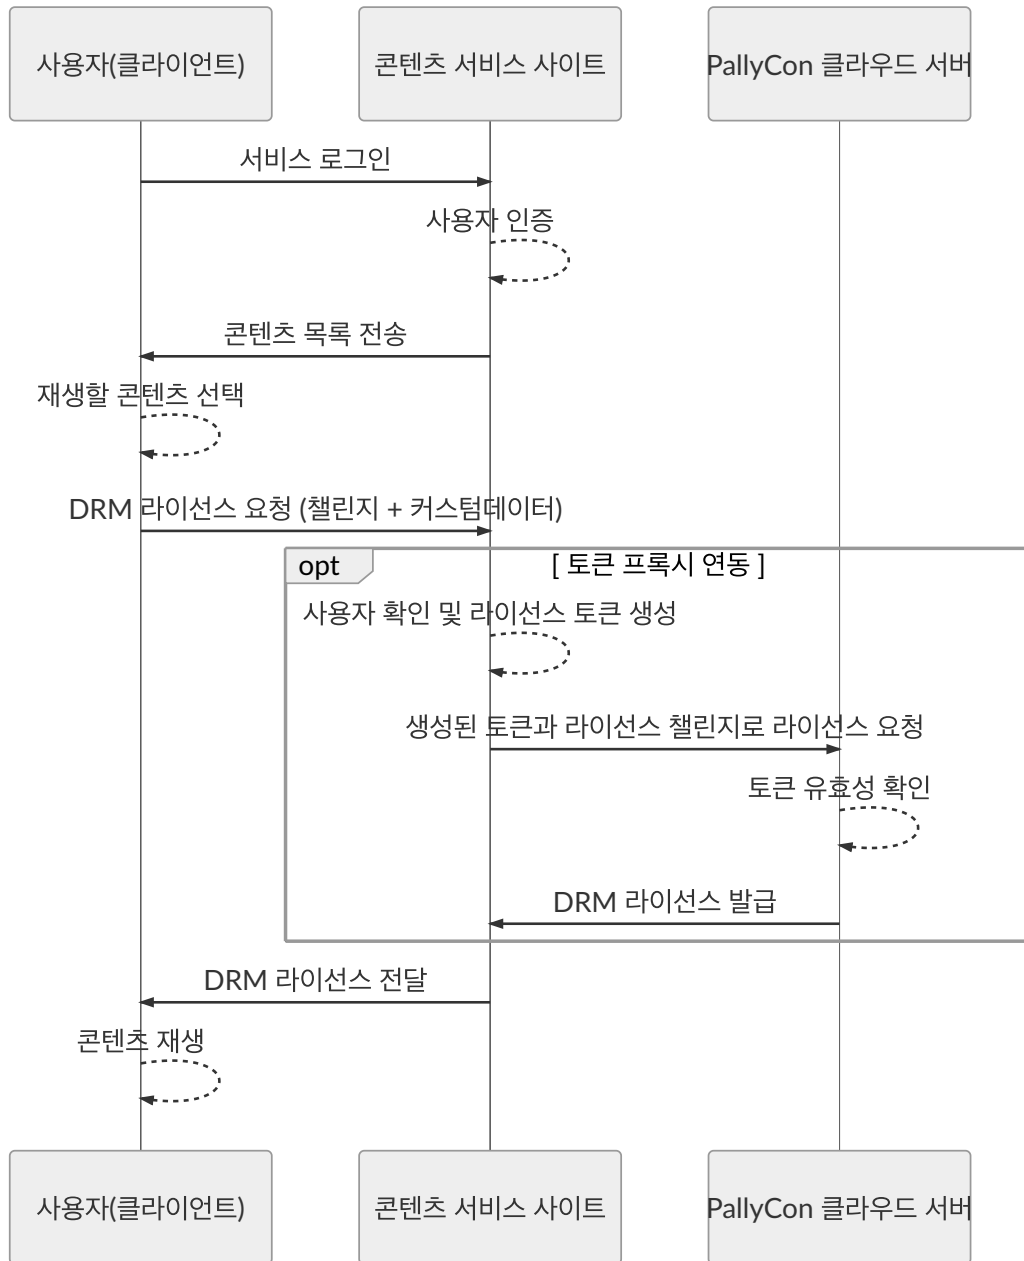 사용자(클라이언트)
콘텐츠 서비스 사이트
PallyCon 클라우드 서버
서비스 로그인
사용자 인증
콘텐츠 목록 전송
재생할 콘텐츠 선택
DRM 라이선스 요청 (챌린지 + 커스텀데이터)
opt
[ 토큰 프록시 연동 ]
사용자 확인 및 라이선스 토큰 생성
생성된 토큰과 라이선스 챌린지로 라이선스 요청
토큰 유효성 확인
DRM 라이선스 발급
DRM 라이선스 전달
콘텐츠 재생
사용자(클라이언트)
콘텐츠 서비스 사이트
PallyCon 클라우드 서버